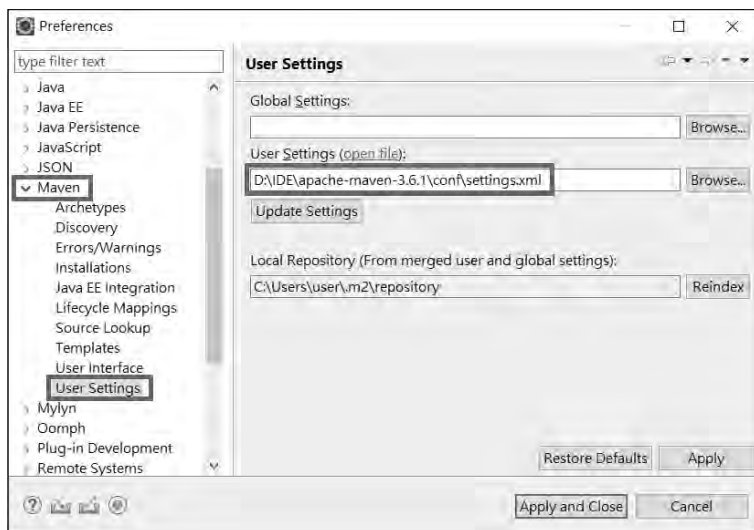 Preferences
type filter text
Java
Java EE
Java Persistence
JavaScript
JSON
Maven
Archetypes
Discovery
Errors/Warnings
Installations
Java EE Integration
Lifecycle Mappings
Source Lookup
Templates
User Interface
User Settings
Mylyn
Oomph
Plug-in Development
Remote Systems
User Settings
Global Settings:
Browse...
User Settings (open file):
D:\IDE\apache-maven-3.6.1\conf\settings.xml
Browse...
Update Settings
Local Repository (From merged user and global settings):
C:\Users\user\.m2\repository
Reindex
Restore Defaults
Apply
Apply and Close
Cancel